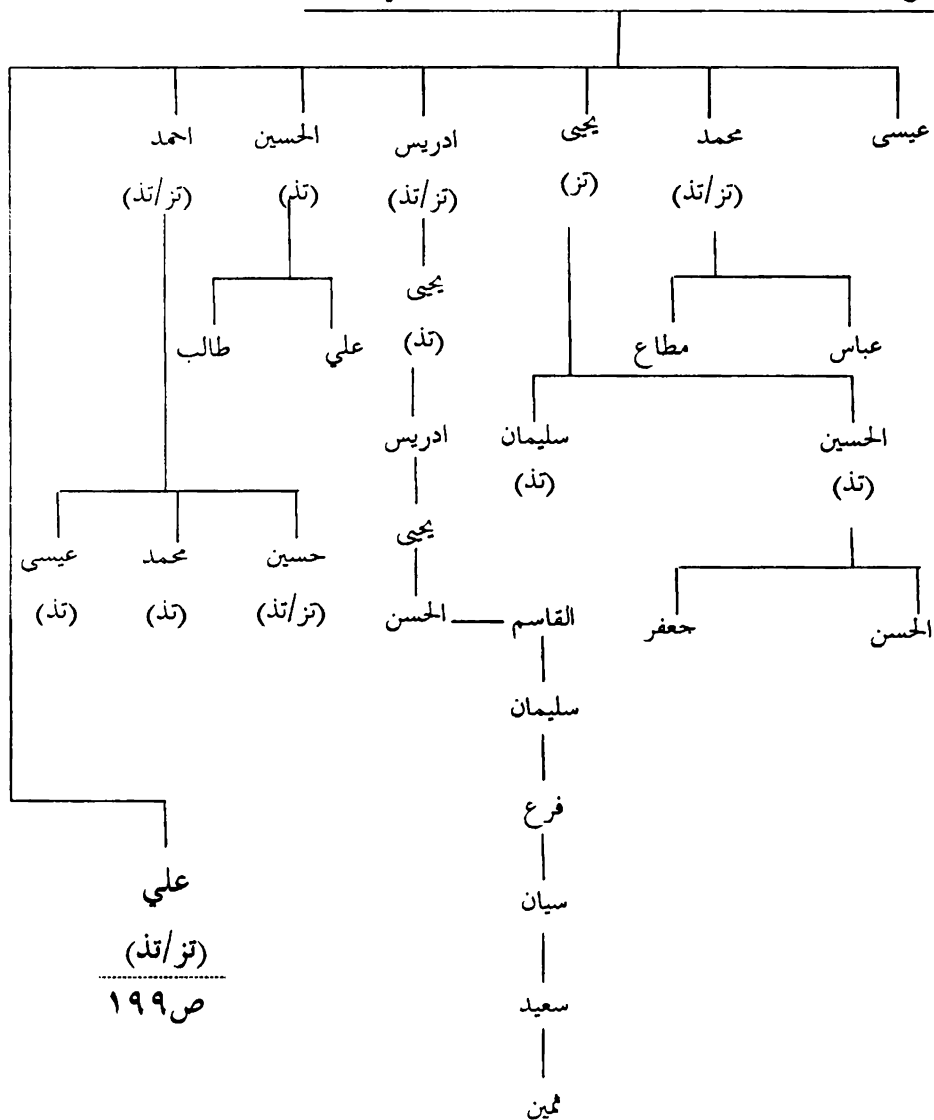 عيسى محمد يحيى ادريس الحسين احمد
(تز/تذ) (تز) (تز/تذ) (تذ) (تز/تذ)
يحيى
(تذ)
عباس مطاع علي طالب
الحسين سليمان ادريس
(تذ) (تذ)
يحيى حسين محمد عيسى
(تز/تذ) (تذ) (تذ)
الحسن حعفر القاسم الحسن
سليمان
فرع
سيان
علي
(تز/تذ)
ص١٩٩
سعيد
ثمين